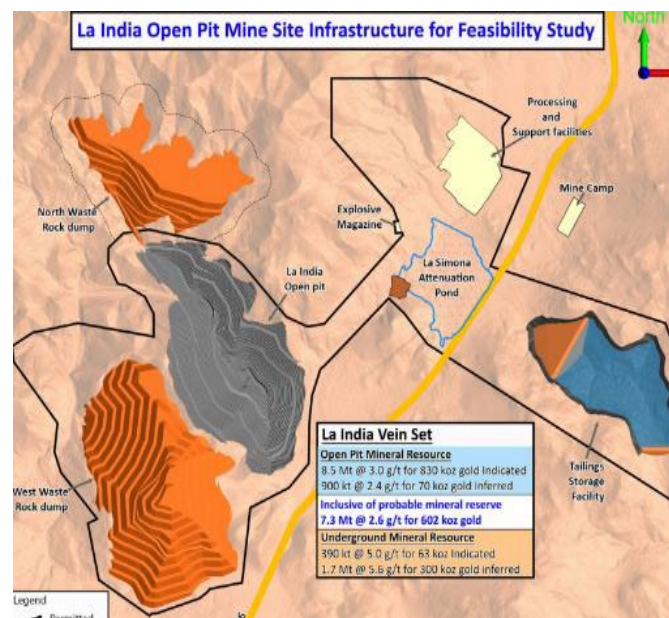 La India Open Pit Mine Site Infrastructure for Feasibility Study
North
Processing
and
Support facilities
Mine Camp
North Waste
Rock dump
Explosive
Magazine
La India
Open pit
La Simona
Attenuation
Pond
La India Vein Set
Open Pit Mineral Resource
8.5 Mt @ 3.0 g/t for 830 koz gold Indicated
900 kt @ 2.4 g/t for 70 koz gold Inferred
Inclusive of probable mineral reserve
7.3 Mt @ 2.6 g/t for 602 koz gold
Underground Mineral Resource
390 kt @ 5.0 g/t for 63 koz Indicated
1.7 Mt @ 5.6 g/t for 300 koz gold inferred
Tailings
Storage
Facility
West Waste
Rock dump
Legend